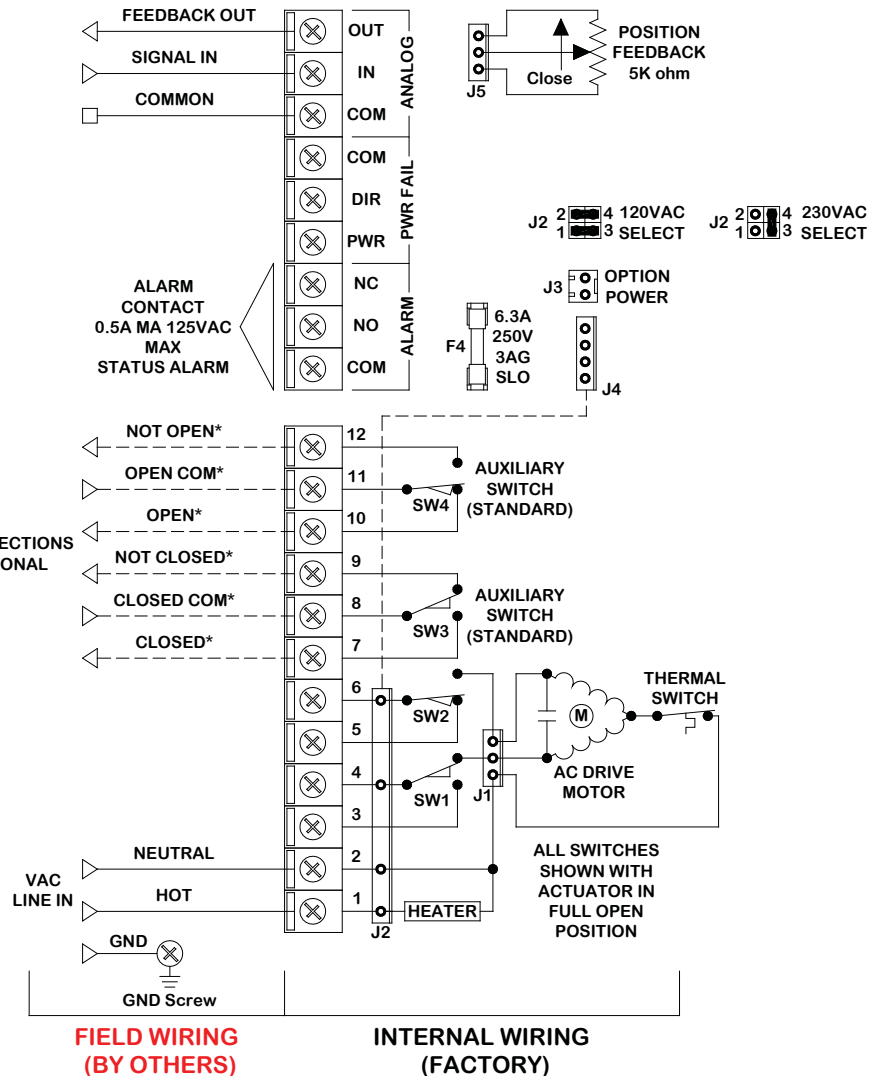 FEEDBACK OUT
SIGNAL IN
COMMON
OUT
IN
COM
ANALOG
COM
DIR
PWR
PWR FAIL
NC
NO
COM
ALARM
ALARM
CONTACT
0.5A MA 125VAC
MAX
STATUS ALARM
J5
Close
POSITION
FEEDBACK
5K ohm
J2 2 4 120VAC
1 3 SELECT
J2 2 4 230VAC
1 3 SELECT
J3 OPTION
POWER
F4
6.3A
250V
3AG
SLO
J4
NOT OPEN* 12
OPEN COM* 11
OPEN* 10
SW4
AUXILIARY
SWITCH
(STANDARD)
ECTIONS
ONAL
NOT CLOSED* 9
CLOSED COM* 8
CLOSED* 7
SW3
AUXILIARY
SWITCH
(STANDARD)
6
SW2
5
4
SW1
3
J1
M
AC DRIVE
MOTOR
THERMAL
SWITCH
VAC
LINE IN
NEUTRAL 2
HOT 1
HEATER
J2
ALL SWITCHES
SHOWN WITH
ACTUATOR IN
FULL OPEN
POSITION
GND
GND Screw
FIELD WIRING
(BY OTHERS)
INTERNAL WIRING
(FACTORY)